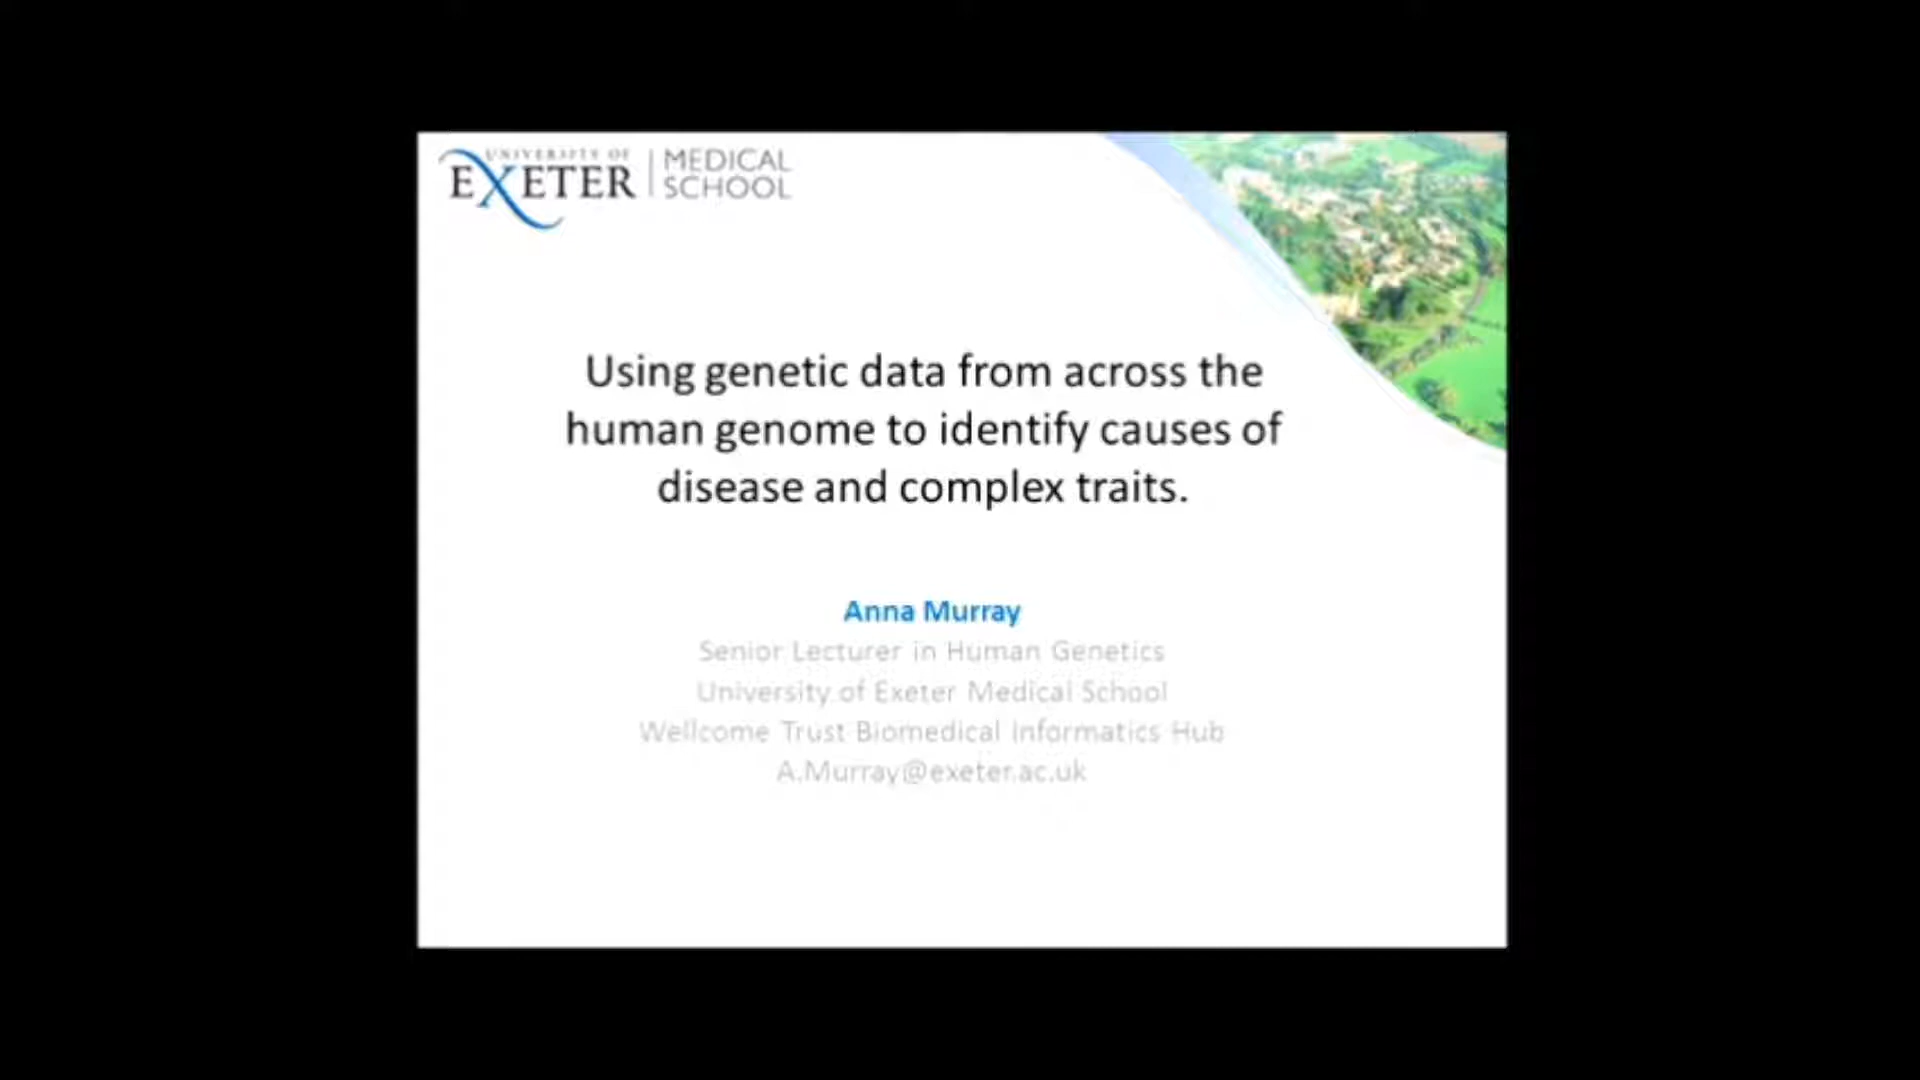 UNIVERSITY OF
EXETER
MEDICAL
SCHOOL
Using genetic data from across the
human genome to identify causes of
disease and complex traits.
Anna Murray
Senior Lecturer in Human Genetics
University of Exeter Medical School
Wellcome Trust Biomedical Informatics Hub
A.Murray@exeter.ac.uk